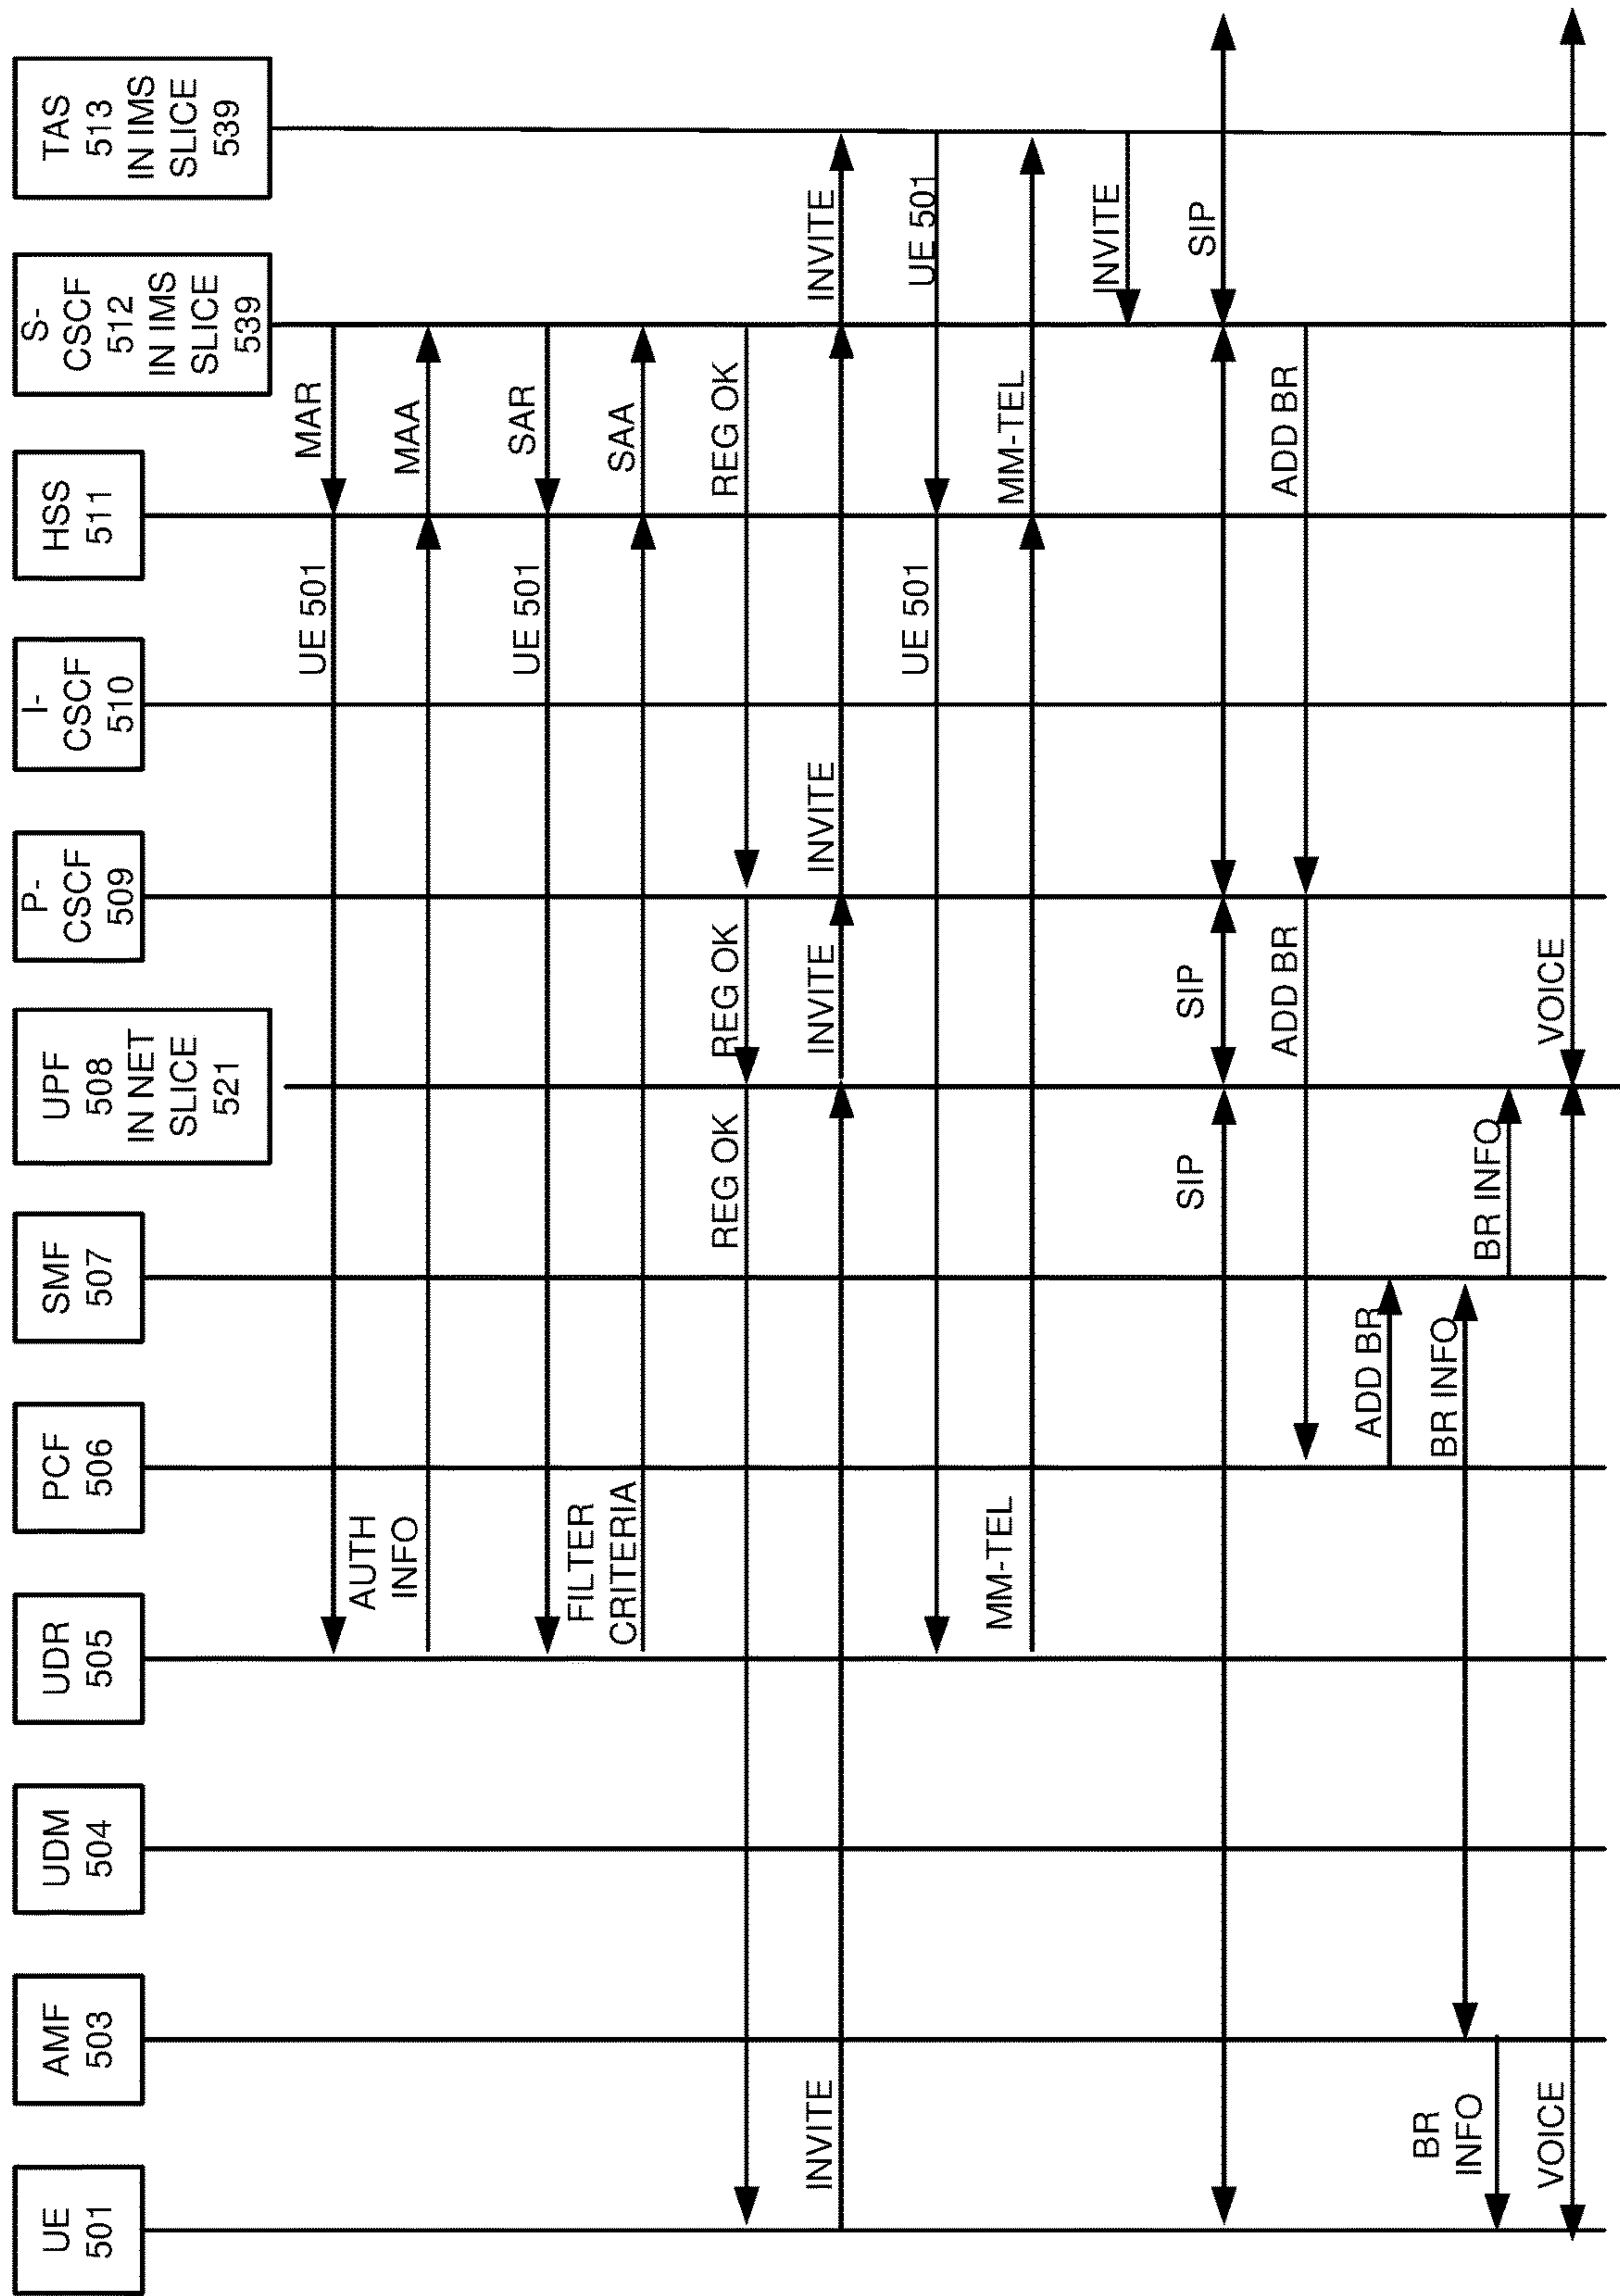 UE
501
AMF
503
UDM
504
UDR
505
PCF
506
SMF
507
UPF
508
IN NET
SLICE
521
P-
CSCF
509
I-
CSCF
510
HSS
511
S-
CSCF
512
IN IMS
SLICE
539
TAS
513
IN IMS
SLICE
539
UE 501
MAR
AUTH
INFO
MAA
UE 501
SAR
FILTER
CRITERIA
SAA
REG OK
REG OK
REG OK
INVITE
INVITE
INVITE
INVITE
UE 501
UE 501
MM-TEL
MM-TEL
INVITE
SIP
SIP
SIP
ADD BR
ADD BR
ADD BR
BR INFO
BR
INFO
BR INFO
VOICE
VOICE